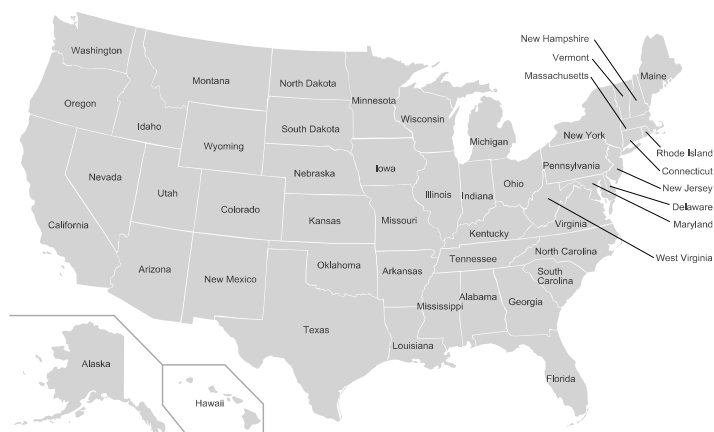 New Hampshire
Vermont
Massachusetts
Washington
Montana
North Dakota
Minnesota
Maine
Oregon
Idaho
Wyoming
South Dakota
Wisconsin
Michigan
New York
Rhode Island
Connecticut
New Jersey
Delaware
Maryland
West Virginia
Nevada
Utah
Colorado
Nebraska
Iowa
Illinois
Indiana
Ohio
Pennsylvania
California
Kansas
Missouri
Kentucky
Virginia
Arizona
New Mexico
Oklahoma
Arkansas
Tennessee
North Carolina
South
Carolina
Texas
Louisiana
Mississippi
Alabama
Georgia
Florida
Alaska
Hawaii